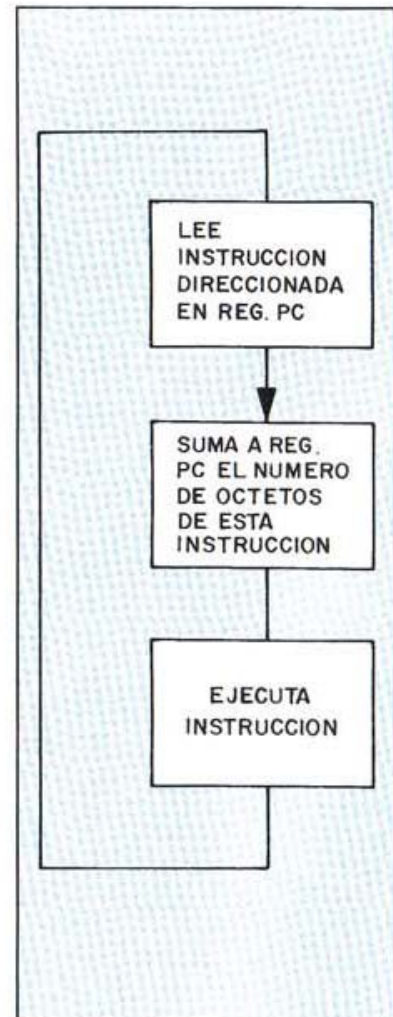 LEE
INSTRUCCION
DIRECCIONADA
EN REG. PC
SUMA A REG.
PC EL NUMERO
DE OCTETOS
DE ESTA
INSTRUCCION
EJECUTA
INSTRUCCION